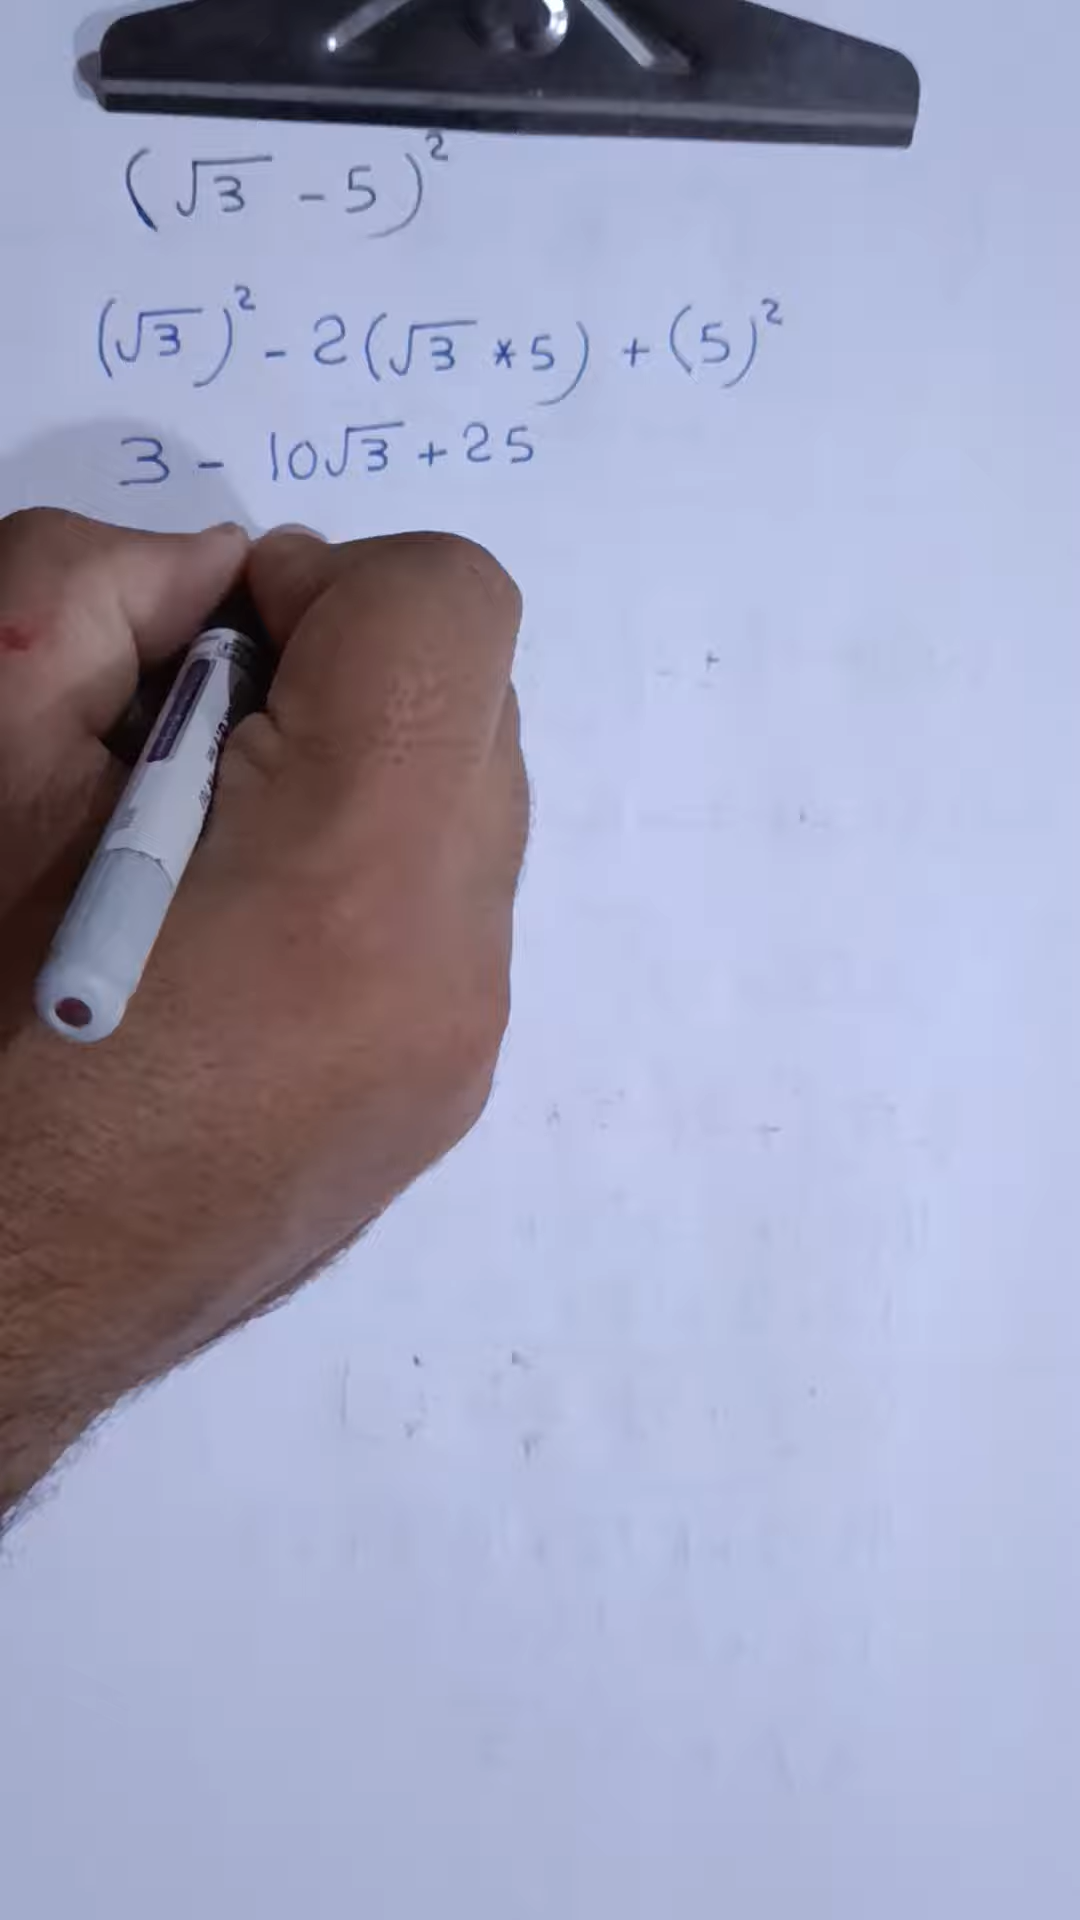 (√3 - 5)²
(√3)² - 2(√3 * 5) + (5)²
3 - 10√3 + 25